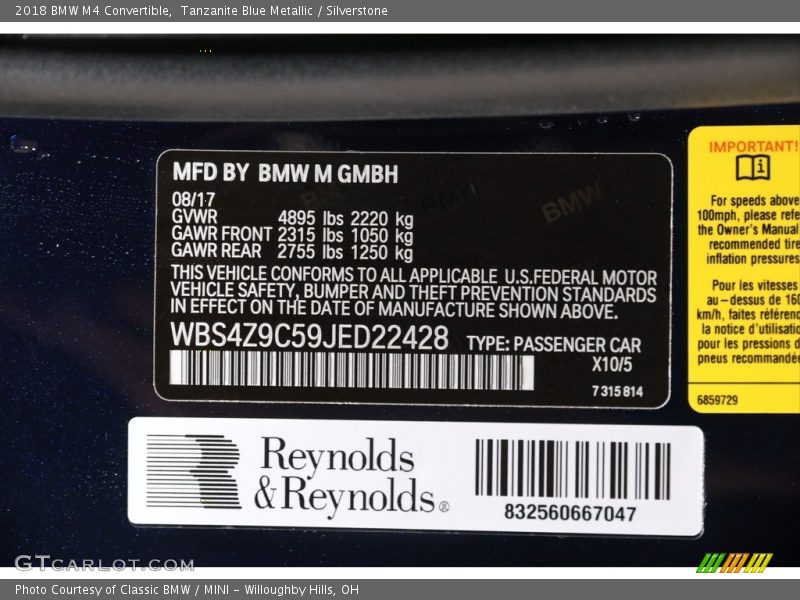 2018 BMW M4 Convertible, Tanzanite Blue Metallic / Silverstone
MFD BY BMW M GMBH
08/17
GVWR 4895 lbs 2220 kg
GAWR FRONT 2315 lbs 1050 kg
GAWR REAR 2755 lbs 1250 kg
THIS VEHICLE CONFORMS TO ALL APPLICABLE U.S.FEDERAL MOTOR
VEHICLE SAFETY, BUMPER AND THEFT PREVENTION STANDARDS
IN EFFECT ON THE DATE OF MANUFACTURE SHOWN ABOVE.
WBS4Z9C59JED22428 TYPE: PASSENGER CAR
X10/5
7 315 814
IMPORTANT!
For speeds above
100mph, please refe
the Owner's Manual
recommended tire
inflation pressures
Pour les vitesses
au-dessus de 160
km/h, faites référenc
la notice d'utilisatio
pour les pressions d
pneus recommandée
6859729
Reynolds
&Reynolds®
832560667047
GTCARLOT.COM
Photo Courtesy of Classic BMW / MINI - Willoughby Hills, OH